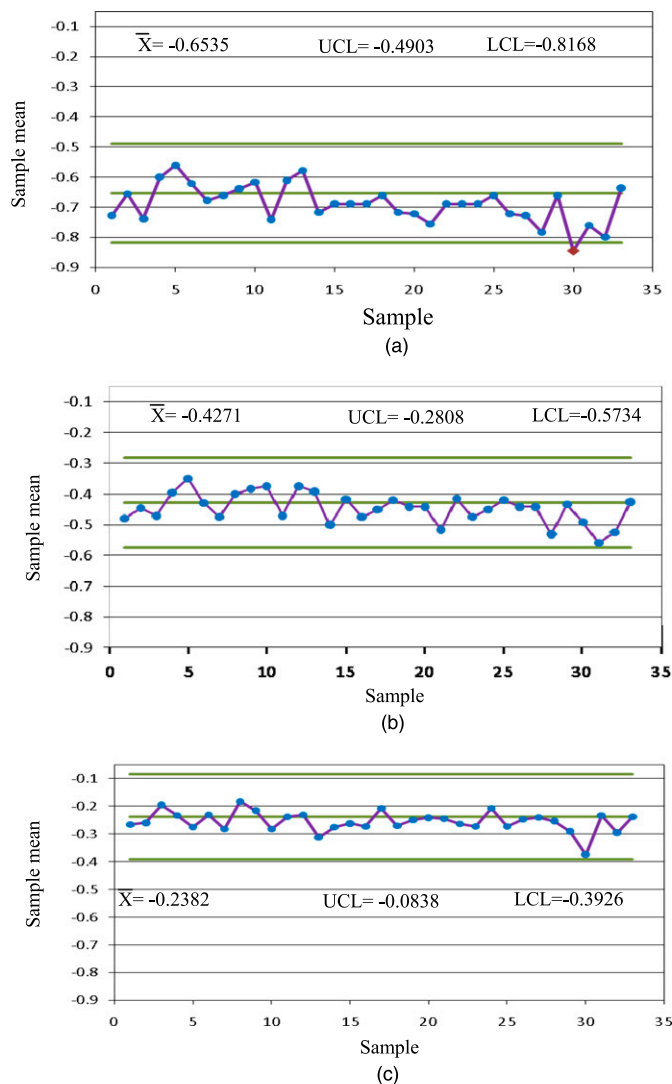 -0.1
X̿= -0.6535 UCL= -0.4903 LCL=-0.8168
-0.2
-0.3
-0.4
-0.5
-0.6
-0.7
-0.8
-0.9
Sample mean
0 5 10 15 20 25 30 35
Sample
(a)
-0.1
X̿= -0.4271 UCL= -0.2808 LCL=-0.5734
-0.2
-0.3
-0.4
-0.5
-0.6
-0.7
-0.8
-0.9
Sample mean
0 5 10 15 20 25 30 35
Sample
(b)
-0.1
-0.2
-0.3
-0.4
-0.5
X̿= -0.2382 UCL= -0.0838 LCL=-0.3926
-0.6
-0.7
-0.8
-0.9
Sample mean
0 5 10 15 20 25 30 35
Sample
(c)